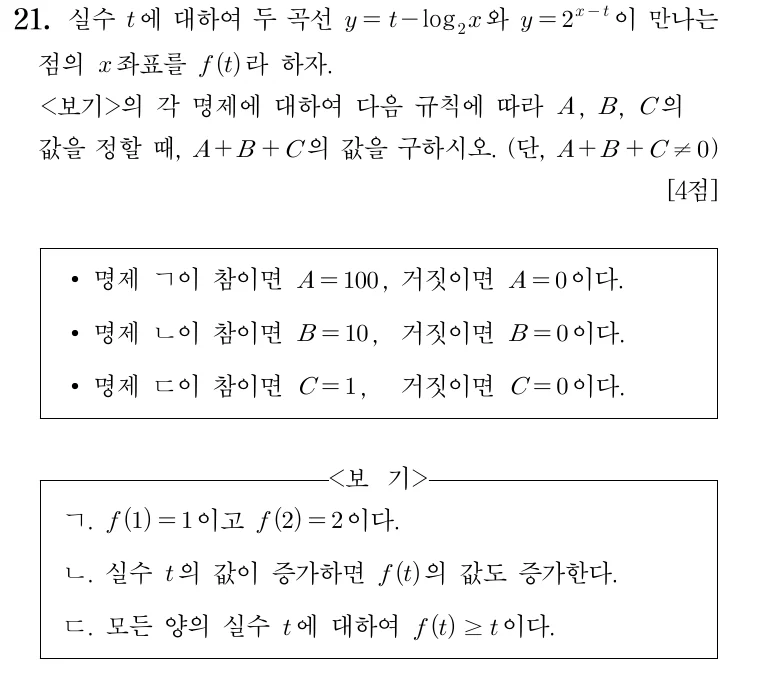 21. 실수 t에 대하여 두 곡선 y=t−log₂x와 y=2^{x−t}이 만나는
점의 x좌표를 f(t)라 하자.
<보기>의 각 명제에 대하여 다음 규칙에 따라 A, B, C의
값을 정할 때, A+B+C의 값을 구하시오. (단, A+B+C≠0)
[4점]
• 명제 ㄱ이 참이면 A=100, 거짓이면 A=0이다.
• 명제 ㄴ이 참이면 B=10, 거짓이면 B=0이다.
• 명제 ㄷ이 참이면 C=1, 거짓이면 C=0이다.
<보 기>
ㄱ. f(1)=1이고 f(2)=2이다.
ㄴ. 실수 t의 값이 증가하면 f(t)의 값도 증가한다.
ㄷ. 모든 양의 실수 t에 대하여 f(t)≥t이다.